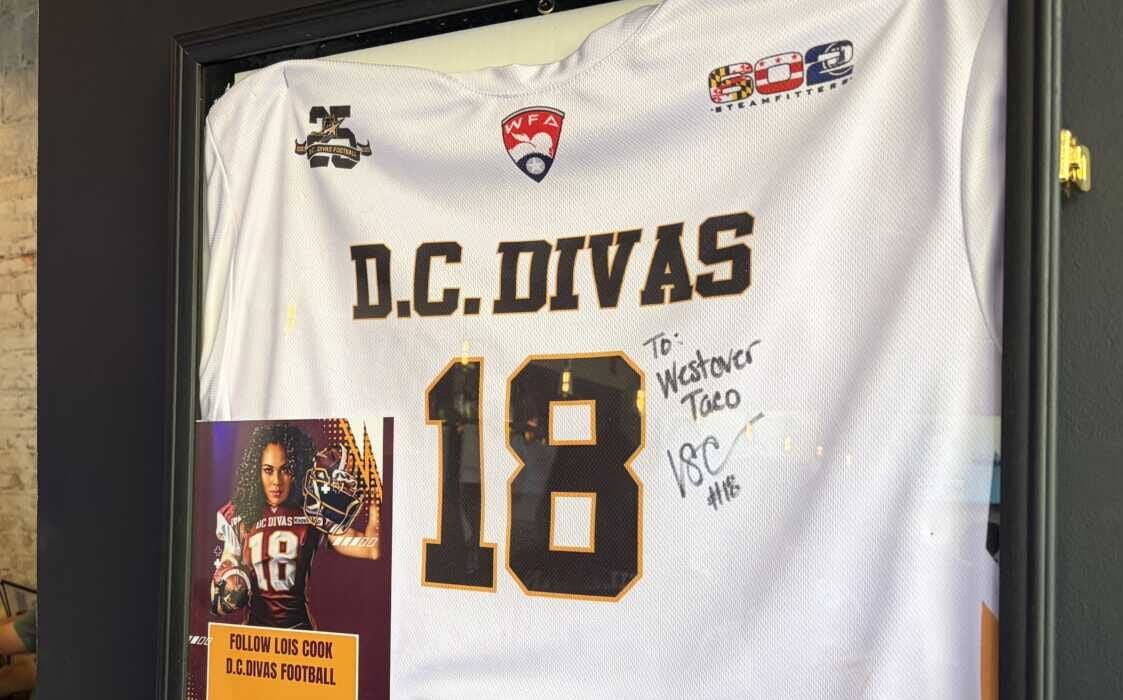 25
D.C. DIVAS FOOTBALL
WFA
602
STEAMFITTERS
D.C. DIVAS
18
To:
Westover
Taco
#18
DC DIVAS
18
FOLLOW LOIS COOK
D.C.DIVAS FOOTBALL